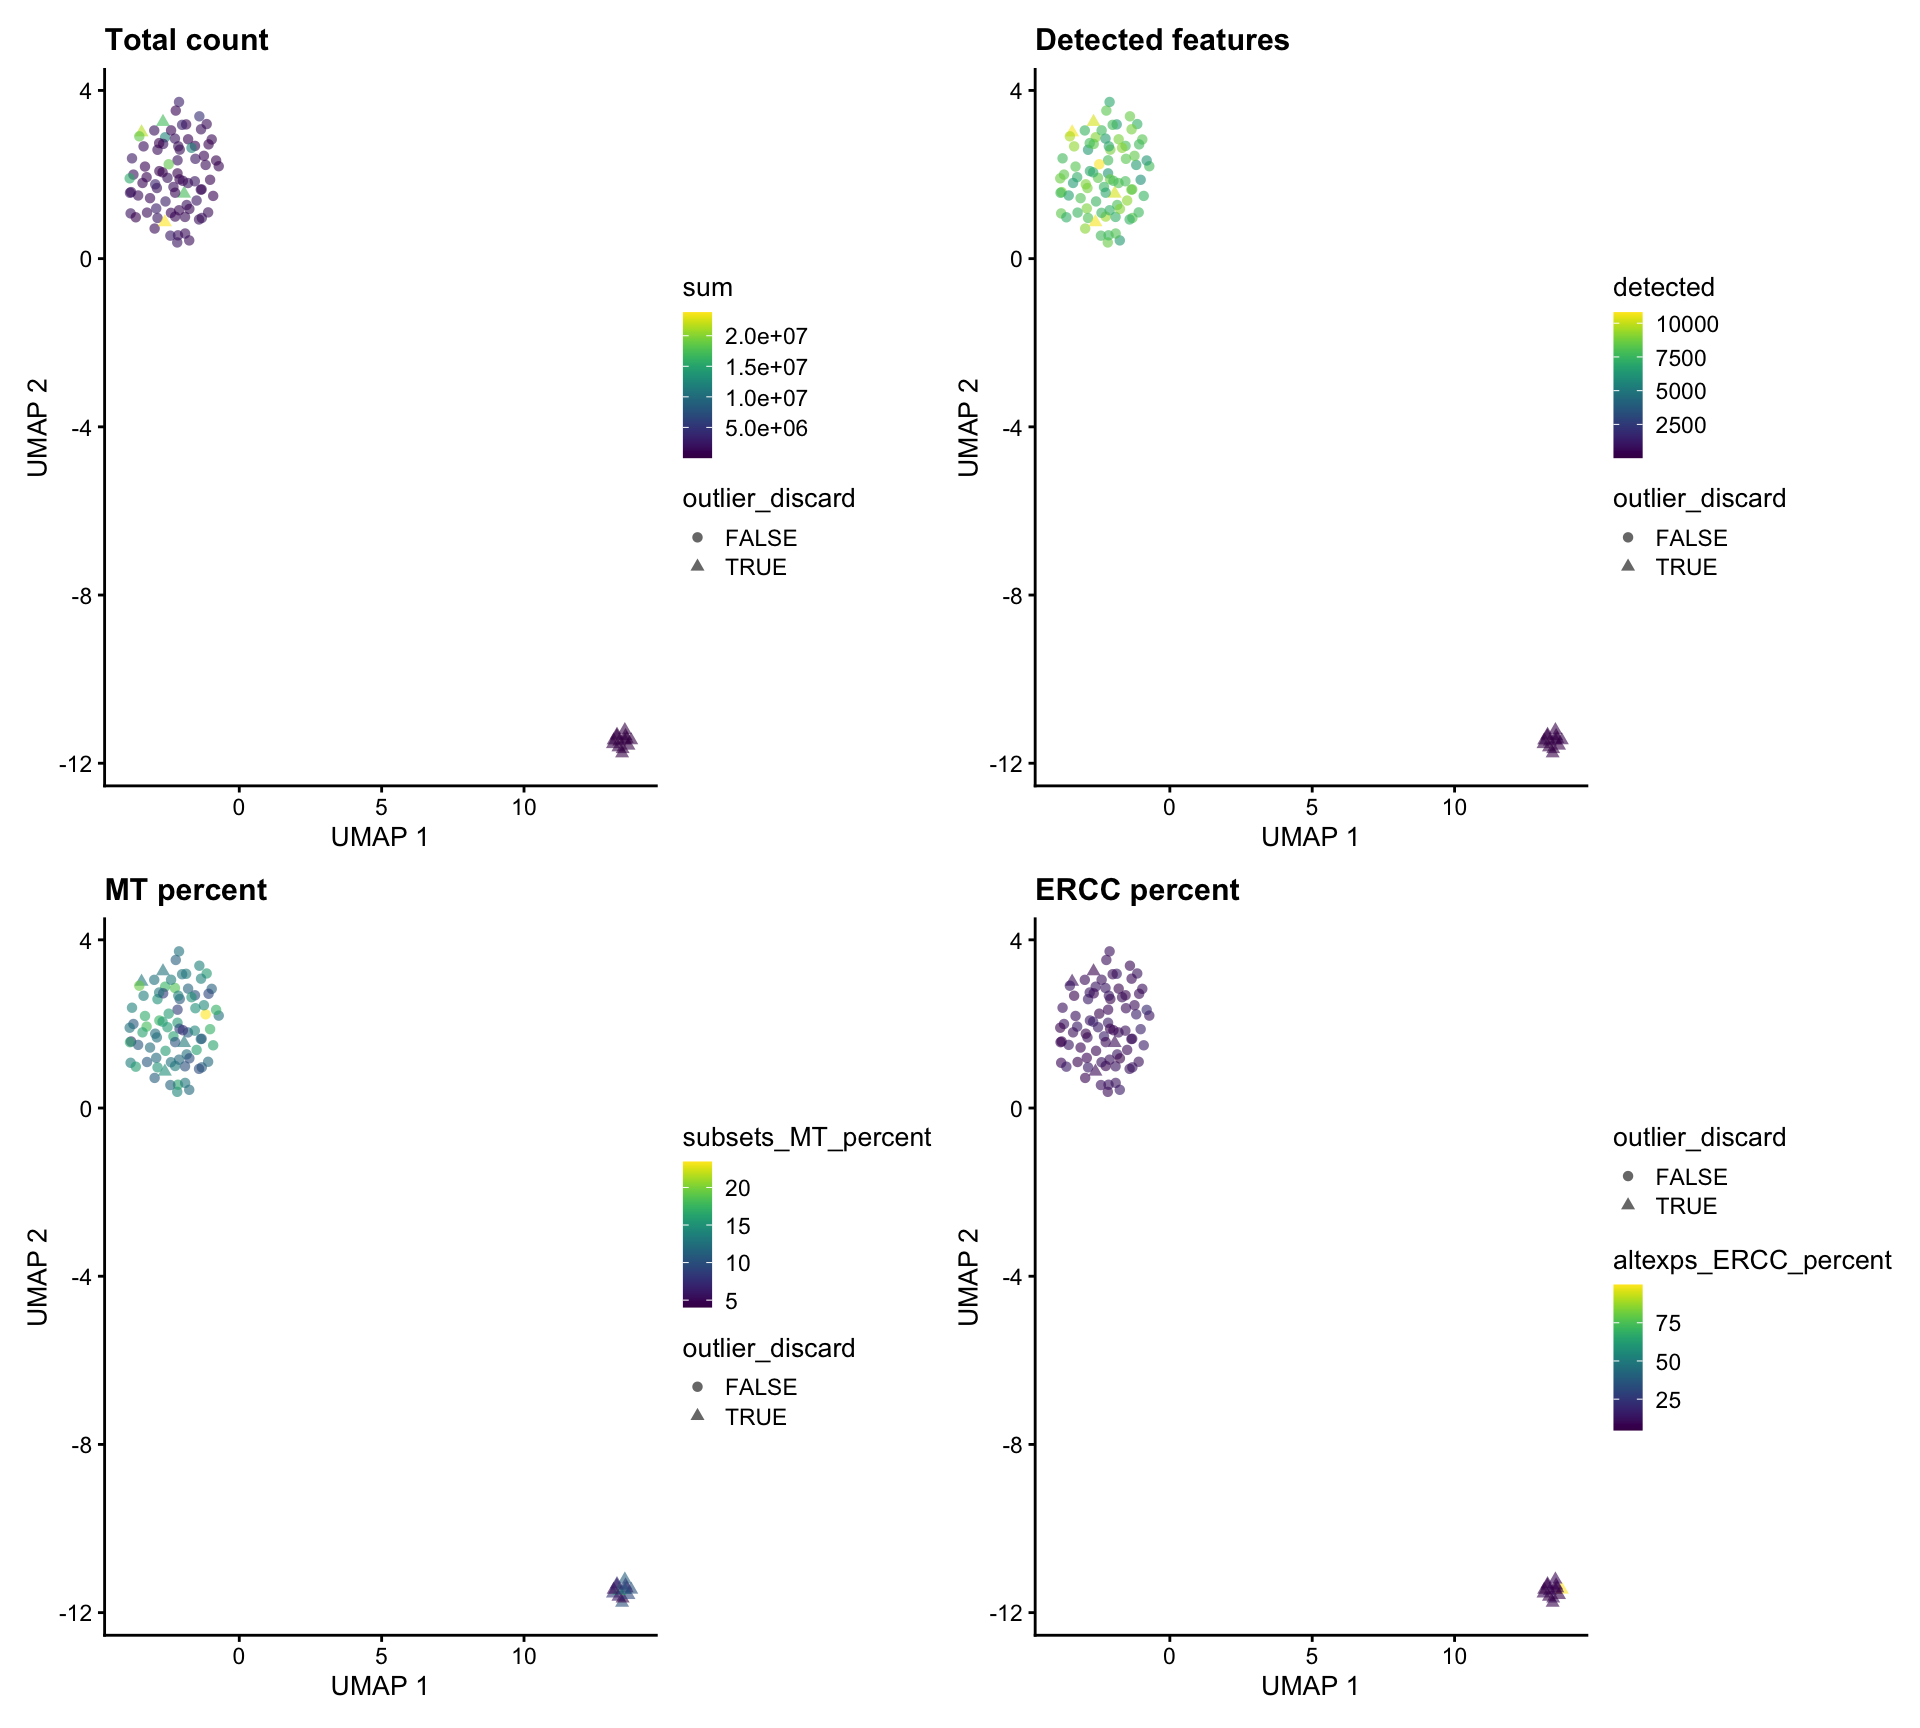 Total count
4
0
-4
-8
-12
UMAP 2
0 5 10
UMAP 1
sum
2.0e+07
1.5e+07
1.0e+07
5.0e+06
outlier_discard
FALSE
TRUE
Detected features
4
0
-4
-8
-12
UMAP 2
0 5 10
UMAP 1
detected
10000
7500
5000
2500
outlier_discard
FALSE
TRUE
MT percent
4
0
-4
-8
-12
UMAP 2
0 5 10
UMAP 1
subsets_MT_percent
20
15
10
5
outlier_discard
FALSE
TRUE
ERCC percent
4
0
-4
-8
-12
UMAP 2
0 5 10
UMAP 1
outlier_discard
FALSE
TRUE
altexps_ERCC_percent
75
50
25